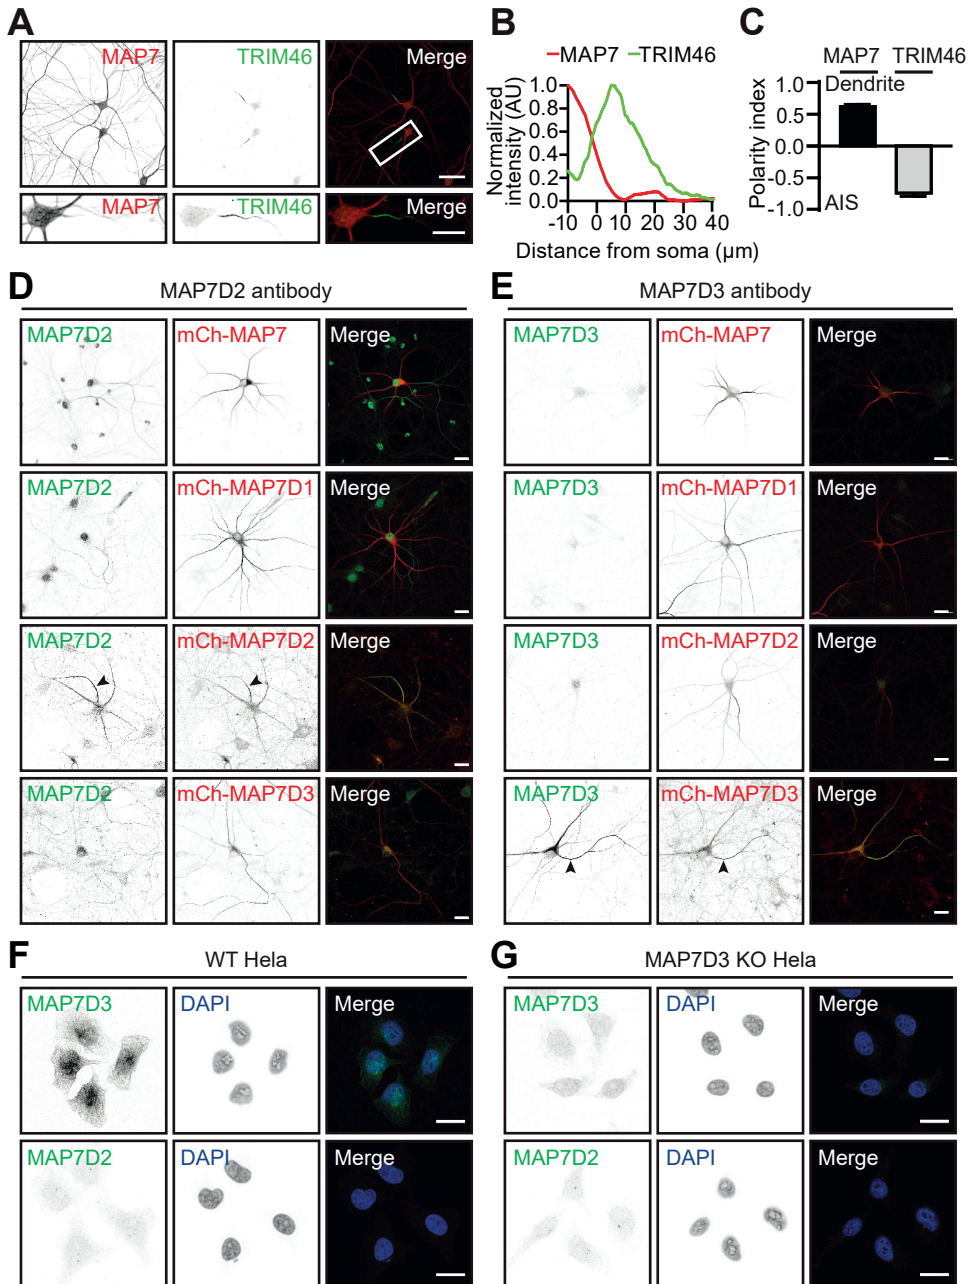 A
MAP7
TRIM46
Merge
MAP7
TRIM46
Merge
B
MAP7
TRIM46
Normalized
intensity (AU)
1.0
0.8
0.6
0.4
0.2
0
-10 0 10 20 30 40
Distance from soma (µm)
C
MAP7 TRIM46
Polarity index
1.0
0.5
0.0
-0.5
-1.0
Dendrite
AIS
D
MAP7D2 antibody
MAP7D2
mCh-MAP7
Merge
MAP7D2
mCh-MAP7D1
Merge
MAP7D2
mCh-MAP7D2
Merge
MAP7D2
mCh-MAP7D3
Merge
E
MAP7D3 antibody
MAP7D3
mCh-MAP7
Merge
MAP7D3
mCh-MAP7D1
Merge
MAP7D3
mCh-MAP7D2
Merge
MAP7D3
mCh-MAP7D3
Merge
F
WT Hela
MAP7D3
DAPI
Merge
MAP7D2
DAPI
Merge
G
MAP7D3 KO Hela
MAP7D3
DAPI
Merge
MAP7D2
DAPI
Merge